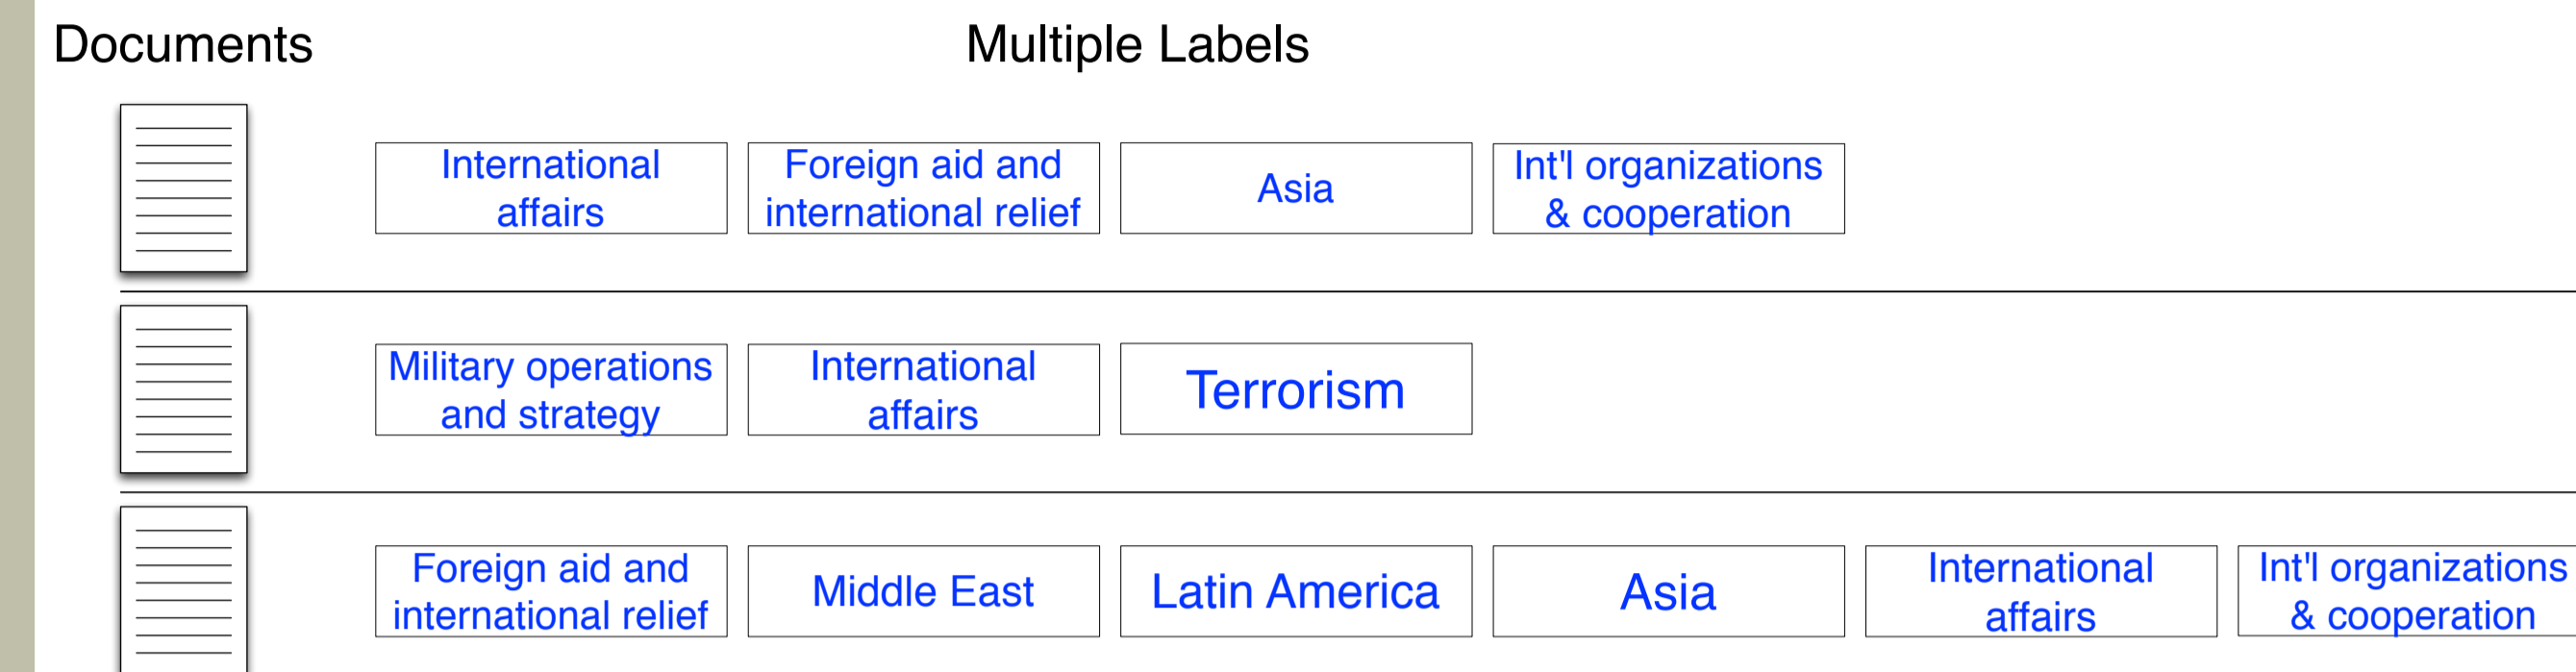 Documents
Multiple Labels
International
affairs
Foreign aid and
international relief
Asia
Int'l organizations
& cooperation
Military operations
and strategy
International
affairs
Terrorism
Foreign aid and
international relief
Middle East
Latin America
Asia
International
affairs
Int'l organizations
& cooperation